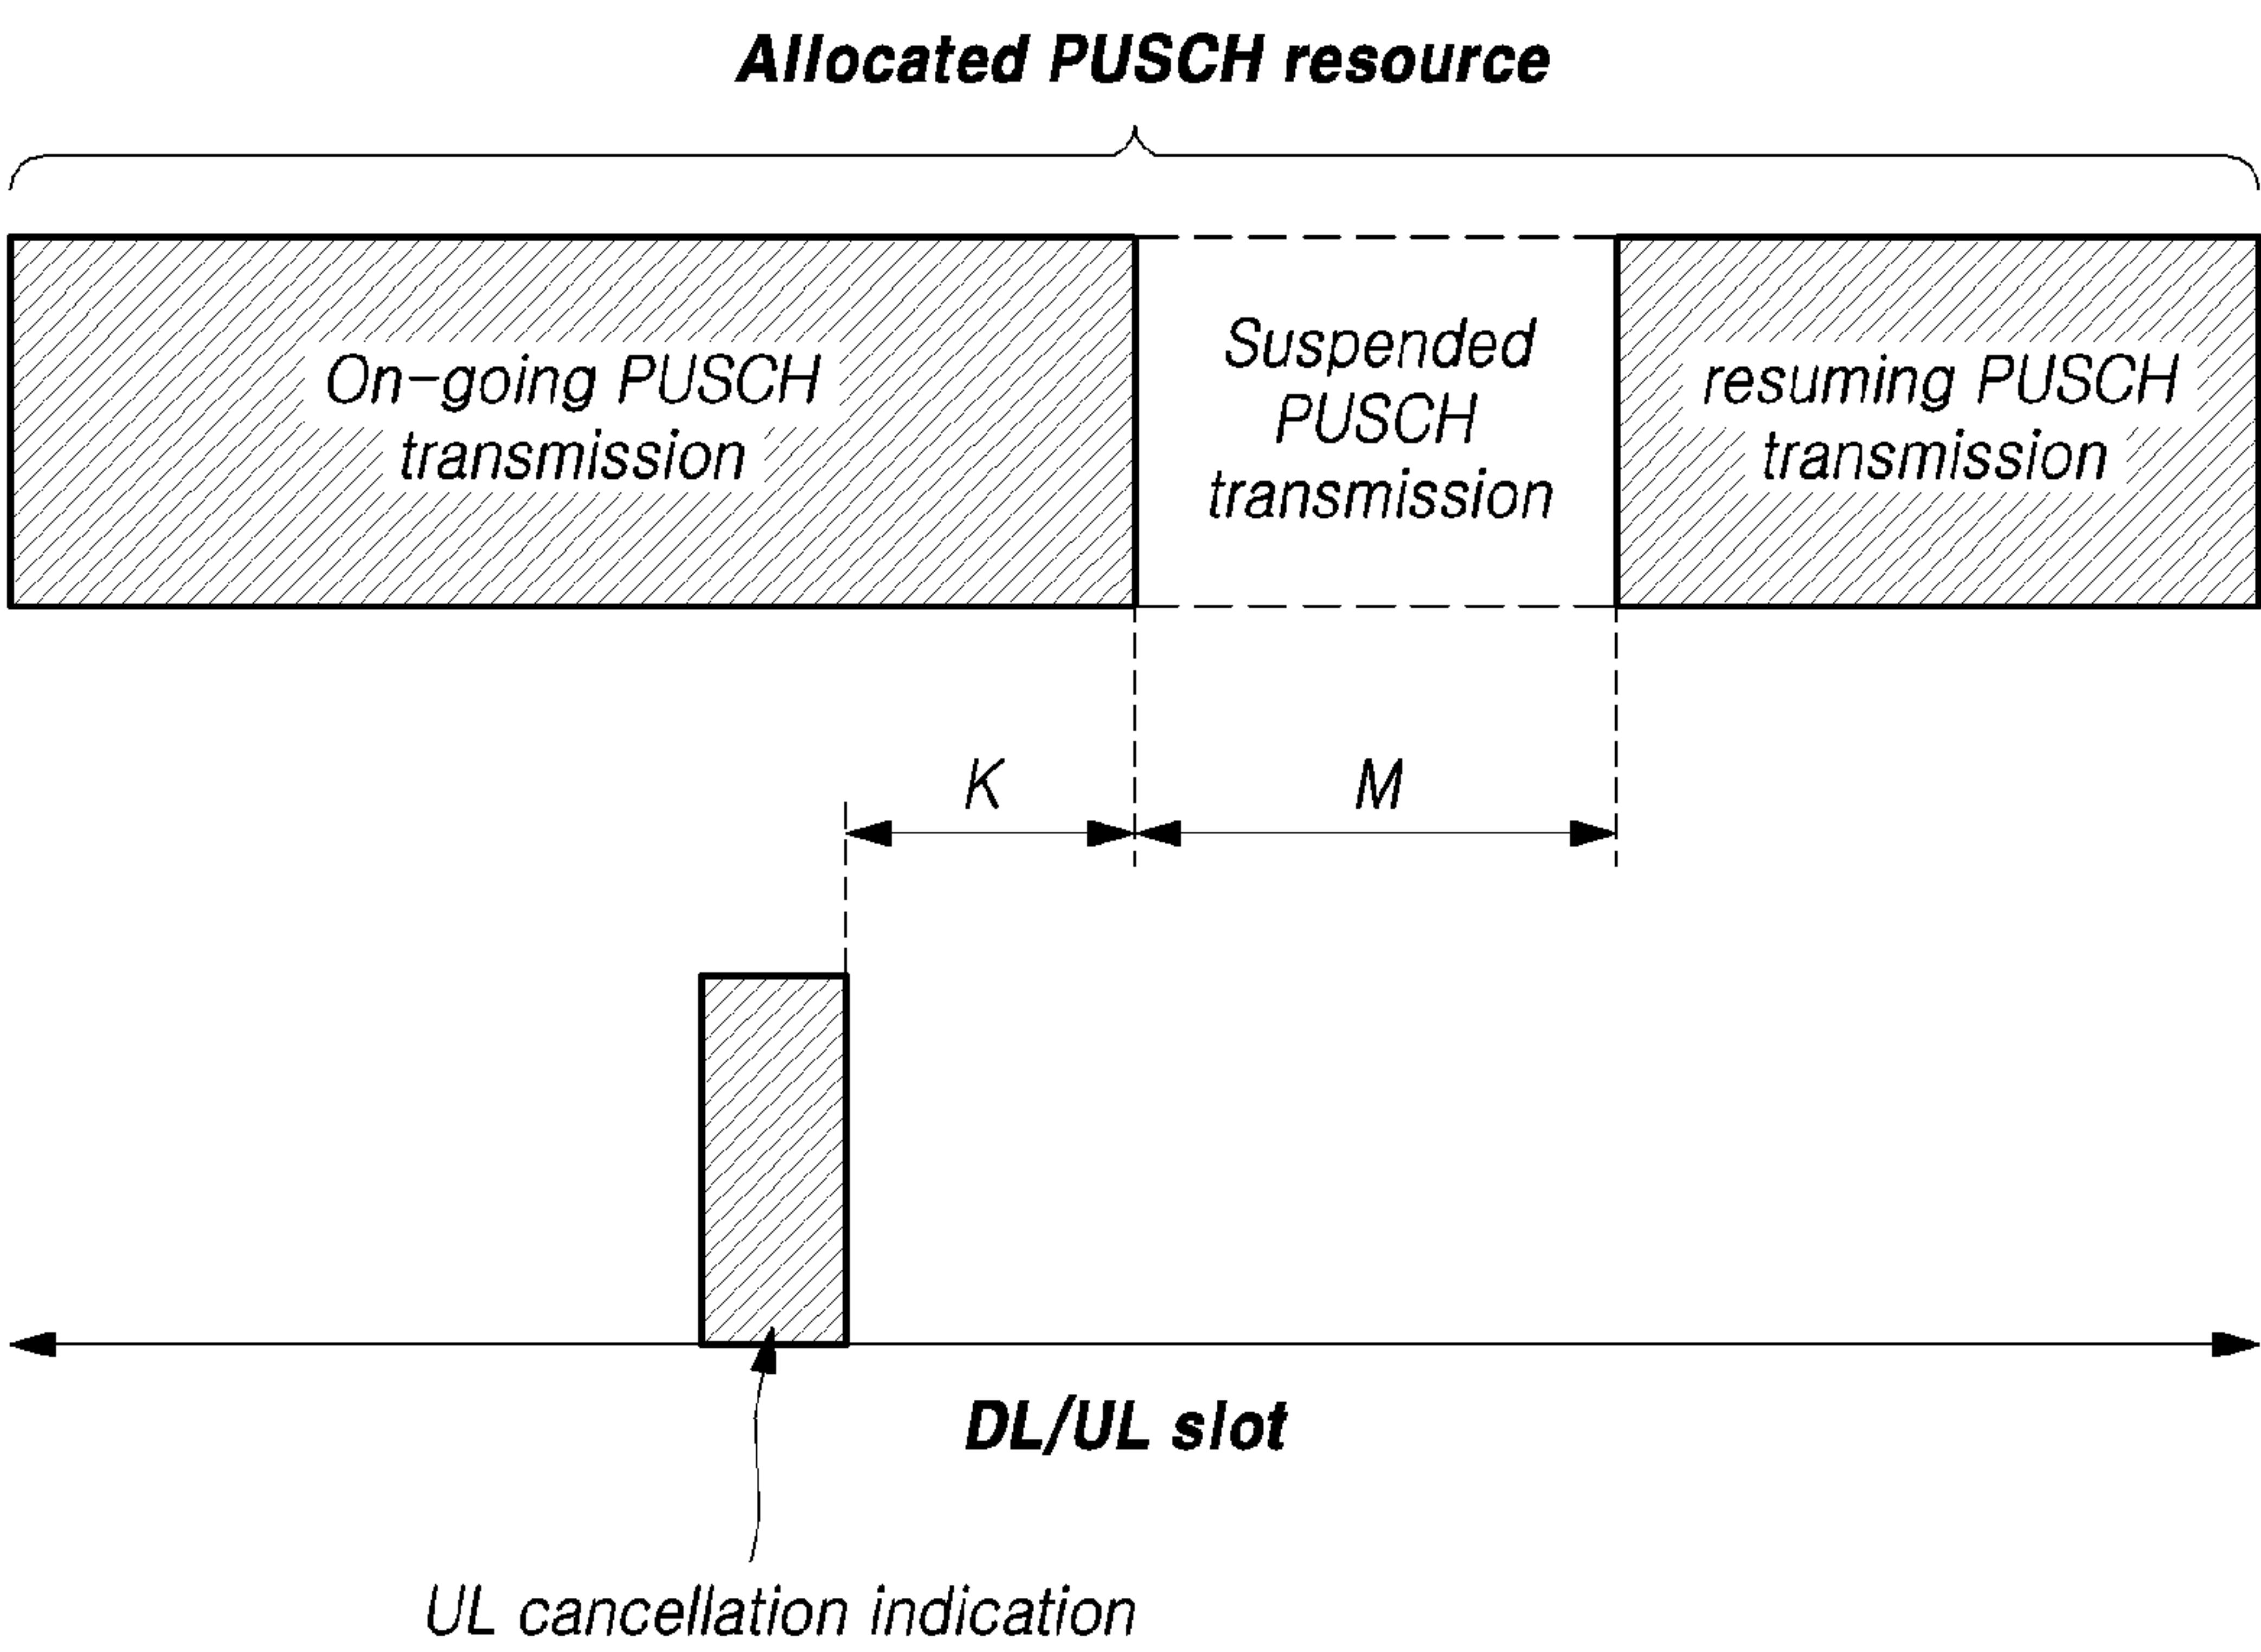 Allocated PUSCH resource
On-going PUSCH
transmission
Suspended
PUSCH
transmission
resuming PUSCH
transmission
K
M
DL/UL slot
UL cancellation indication